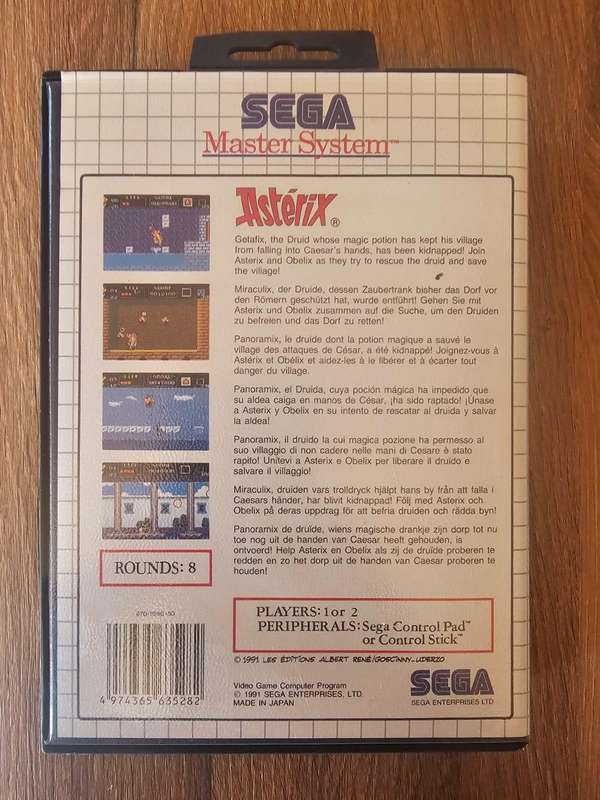 SEGA
Master System™
Astérix®
Getafix, the Druid whose magic potion has kept his village
from falling into Caesar's hands, has been kidnapped! Join
Asterix and Obelix as they try to rescue the druid and save
the village!
Miraculix, der Druide, dessen Zaubertrank bisher das Dorf vor
den Römern geschützt hat, wurde entführt! Gehen Sie mit
Asterix und Obelix zusammen auf die Suche, um den Druiden
zu befreien und das Dorf zu retten!
Panoramix, le druide dont la potion magique a sauvé le
village des attaques de César, a été kidnappé! Joignez-vous à
Astérix et Obélix et aidez-les à le libérer et à écarter tout
danger du village.
Panoramix, el Druida, cuya poción mágica ha impedido que
su aldea caiga en manos de César, ¡ha sido raptado! ¡Únase
a Asterix y Obelix en su intento de rescatar al druida y salvar
la aldea!
Panoramix, il druido la cui magica pozione ha permesso al
suo villaggio di non cadere nelle mani di Cesare è stato
rapito! Unitevi a Asterix e Obelix per liberare il druido e
salvare il villaggio!
Miraculix, druiden vars trolldryck hjälpt hans by från att falla i
Caesars händer, har blivit kidnappad! Följ med Asterix och
Obelix på deras uppdrag för att befria druiden och rädda byn!
Panoramix de druïde, wiens magische drankje zijn dorp tot nu
toe nog uit de handen van Caesar heeft gehouden, is
ontvoerd! Help Asterix en Obelix als zij de druïde proberen te
redden en zo het dorp uit de handen van Caesar proberen te
houden!
ROUNDS: 8
PLAYERS: 1 or 2
PERIPHERALS: Sega Control Pad™
or Control Stick™
© 1991 LES ÉDITIONS ALBERT RENÉ/GOSCINNY-UDERZO
4 974365 635282
Video Game Computer Program
© 1991 SEGA ENTERPRISES, LTD.
MADE IN JAPAN
SEGA
SEGA ENTERPRISES LTD